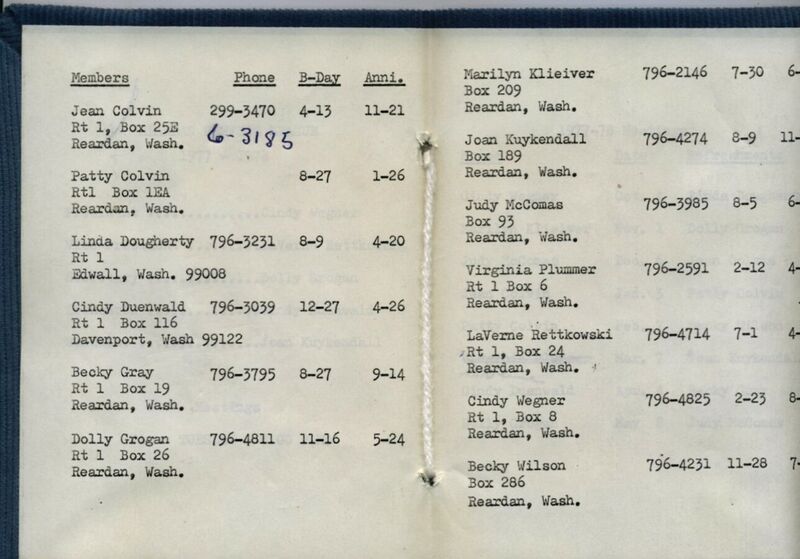 Members Phone B-Day Anni.
Jean Colvin 299-3470 4-13 11-21
Rt 1, Box 25E 6-3185
Reardan, Wash.
Patty Colvin 8-27 1-26
Rt1 Box 1EA
Reardan, Wash.
Linda Dougherty 796-3231 8-9 4-20
Rt 1
Edwall, Wash. 99008
Cindy Duenwald 796-3039 12-27 4-26
Rt 1 Box 116
Davenport, Wash 99122
Becky Gray 796-3795 8-27 9-14
Rt 1 Box 19
Reardan, Wash.
Dolly Grogan 796-4811 11-16 5-24
Rt 1 Box 26
Reardan, Wash.
Marilyn Klieiver 796-2146 7-30 6-
Box 209
Reardan, Wash.
Joan Kuykendall 796-4274 8-9 11-
Box 189
Reardan, Wash.
Judy McComas 796-3985 8-5 6-
Box 93
Reardan, Wash.
Virginia Plummer 796-2591 2-12 4-
Rt 1 Box 6
Reardan, Wash.
LaVerne Rettkowski 796-4714 7-1 4-
Rt 1, Box 24
Reardan, Wash.
Cindy Wegner 796-4825 2-23 8-
Rt 1, Box 8
Reardan, Wash.
Becky Wilson 796-4231 11-28 7-
Box 286
Reardan, Wash.